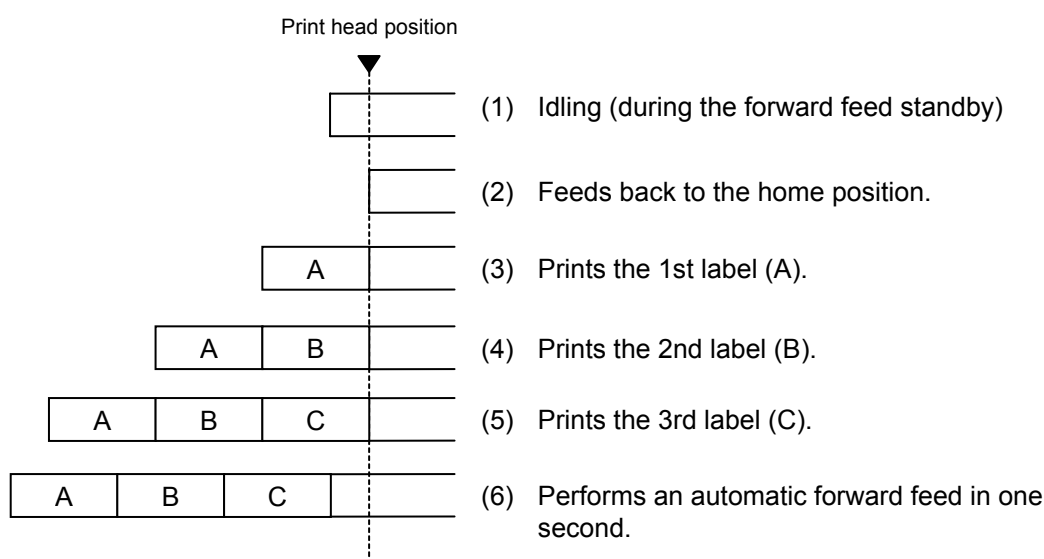 Print head position
(1) Idling (during the forward feed standby)
(2) Feeds back to the home position.
A
(3) Prints the 1st label (A).
A B
(4) Prints the 2nd label (B).
A B C
(5) Prints the 3rd label (C).
A B C
(6) Performs an automatic forward feed in one
second.